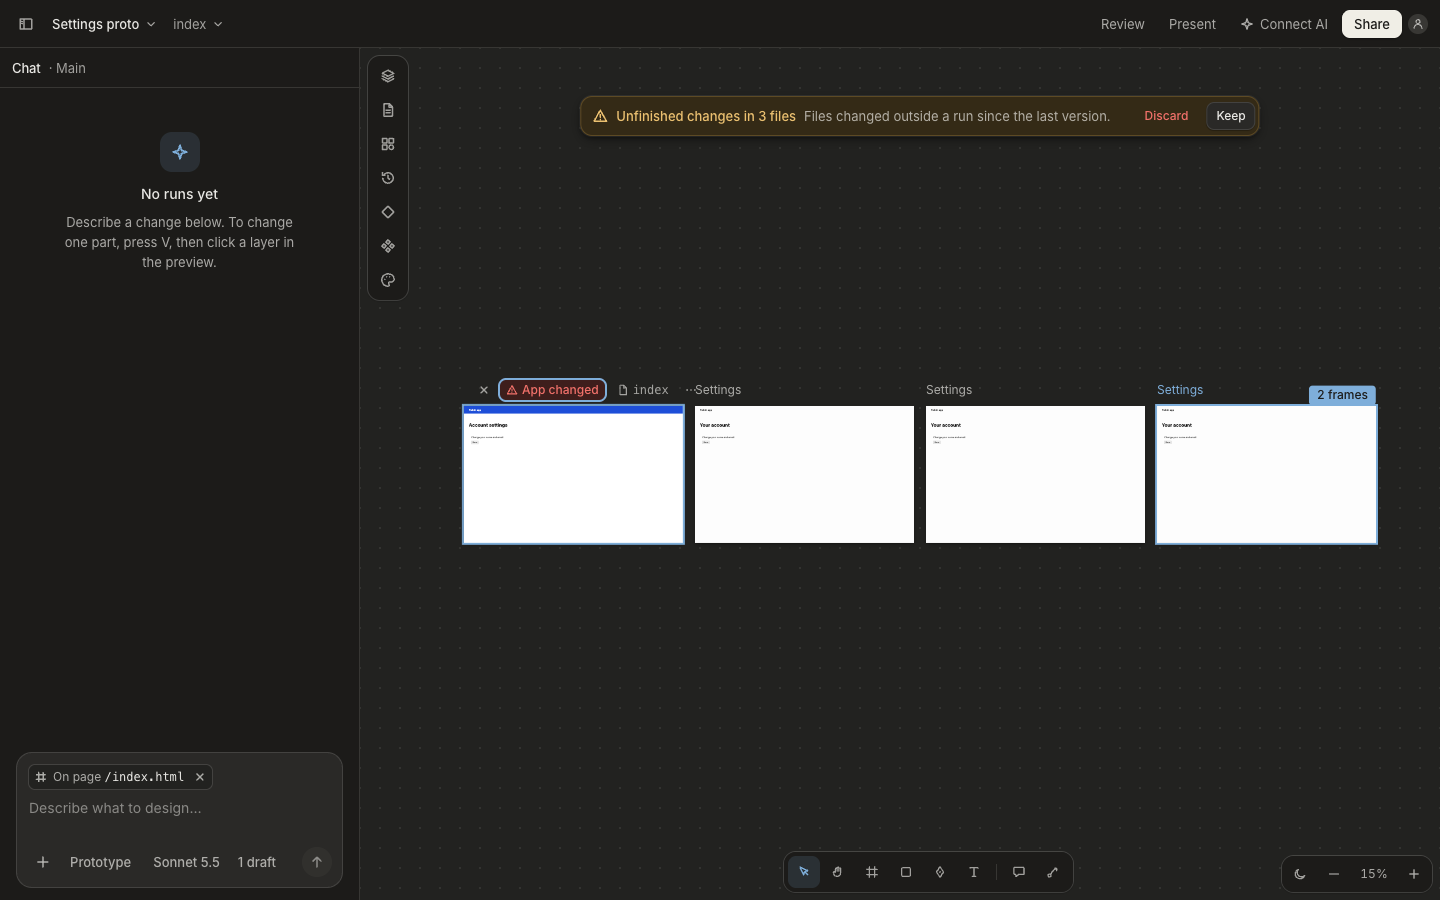 Settings proto
index
Review
Present
Connect AI
Share
Chat · Main
Unfinished changes in 3 files Files changed outside a run since the last version.
Discard
Keep
No runs yet
Describe a change below. To change
one part, press V, then click a layer in
the preview.
App changed
index
Settings
Settings
Settings
2 frames
Account settings
Your account
Your account
Your account
On page /index.html
Describe what to design...
Prototype
Sonnet 5.5
1 draft
15%